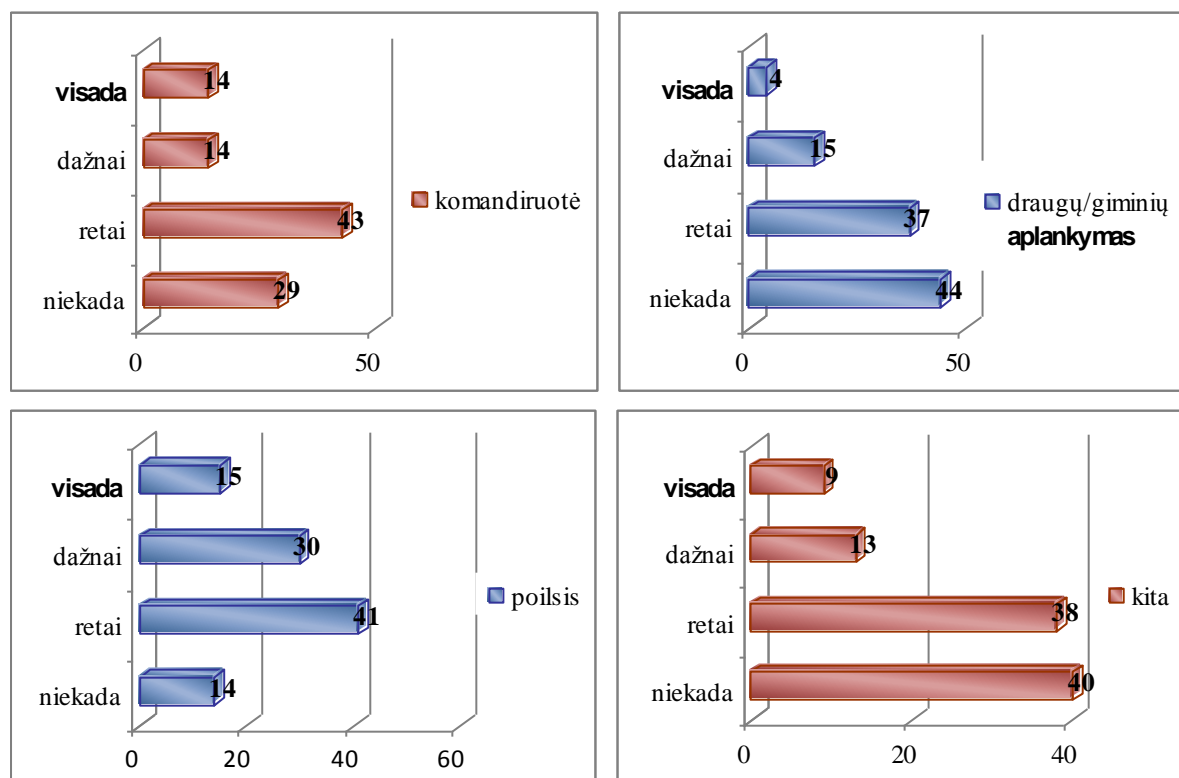 visada
14
dažnai
14
retai
43
niekada
29
0
50
komandiruotė
visada
4
dažnai
15
retai
37
niekada
44
0
50
draugų/giminių
aplankymas
visada
15
dažnai
30
retai
41
niekada
14
0 20 40 60
poilsis
visada
9
dažnai
13
retai
38
niekada
40
0 20 40
kita